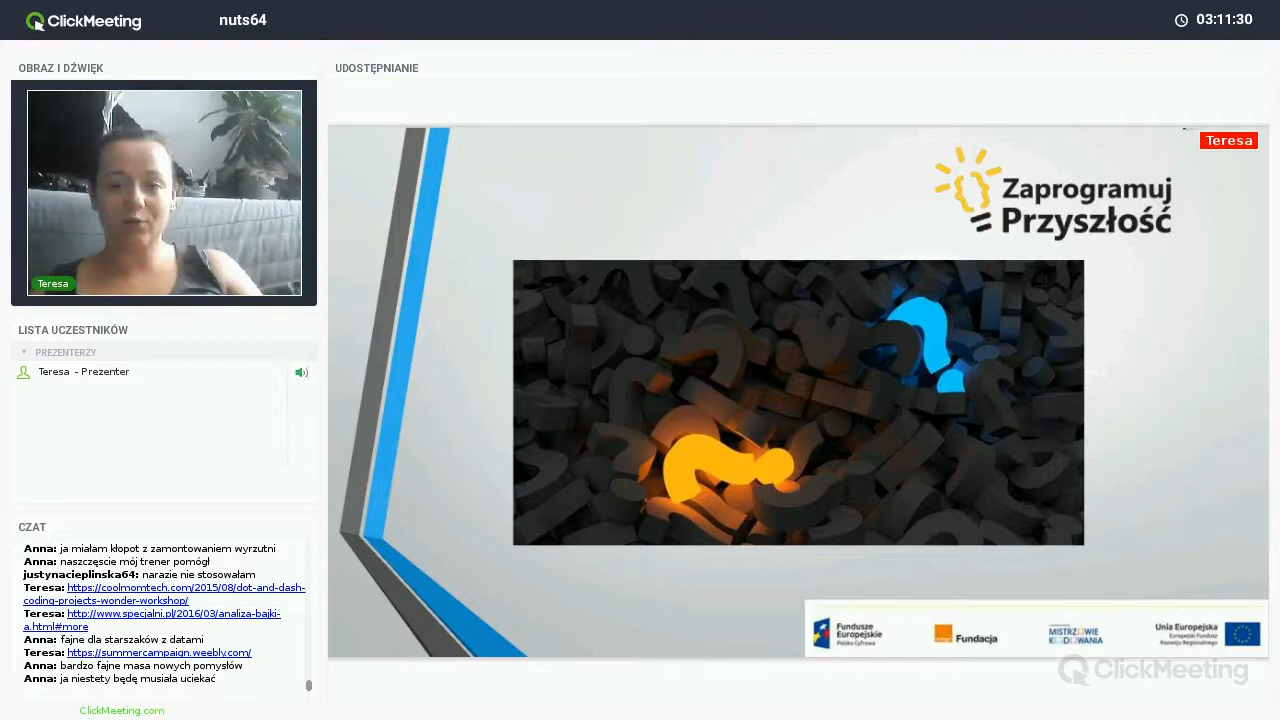 ClickMeeting
nuts64
03:11:30
OBRAZ I DŹWIĘK
UDOSTĘPNIANIE
Teresa
Teresa
Zaprogramuj
Przyszłość
LISTA UCZESTNIKÓW
PREZENTERZY
Teresa - Prezenter
CZAT
Anna: ja miałam kłopot z zamontowaniem wyrzutni
Anna: naszczęscie mój trener pomógł
justynacieplinska64: narazie nie stosowałam
Teresa: https://coolmomtech.com/2015/08/dot-and-dash-
coding-projects-wonder-workshop/
Teresa: http://www.specjalni.pl/2016/03/analiza-bajki-
a.html#more
Anna: fajne dla starszaków z datami
Teresa: https://summercampaign.weebly.com/
Anna: bardzo fajne masa nowych pomysłów
Anna: ja niestety będę musiała uciekać
ClickMeeting.com
Fundusze
Europejskie
Polska Cyfrowa
Fundacja
MISTRZOWIE
KODOWANIA
Unia Europejska
Europejski Fundusz
Rozwoju Regionalnego
ClickMeeting